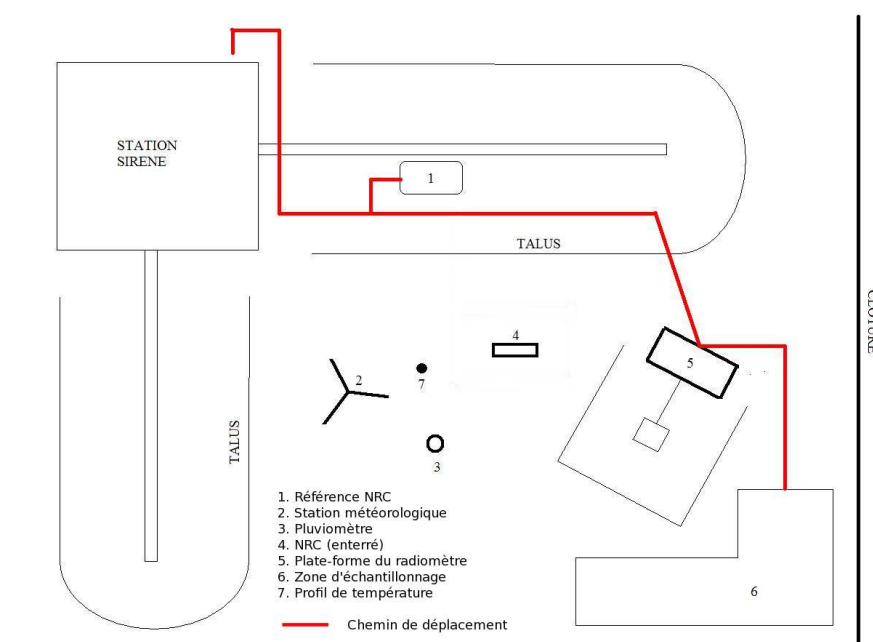 STATION
SIRENE
1
TALUS
CLOTURE
4
5
2
7
TALUS
3
1. Référence NRC
2. Station météorologique
3. Pluviomètre
4. NRC (enterré)
5. Plate-forme du radiomètre
6. Zone d'échantillonnage
7. Profil de température
6
Chemin de déplacement